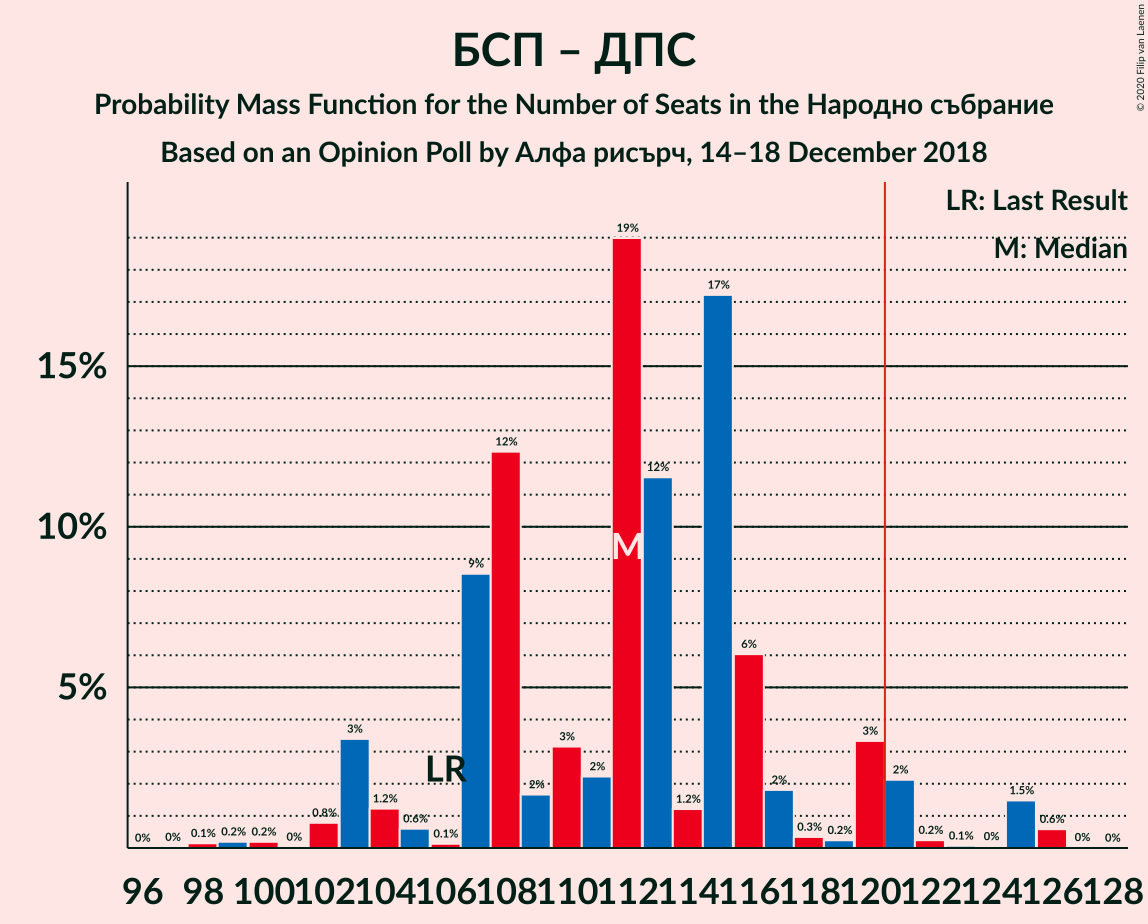 БСП – ДПС
Probability Mass Function for the Number of Seats in the Народно събрание
Based on an Opinion Poll by Алфа рисърч, 14–18 December 2018
© 2020 Filip van Laenen
LR: Last Result
M: Median
15%
10%
5%
0% 0% 0.1% 0.2% 0.2% 0% 0.8% 3% 1.2% 0.6% 0.1% 9% 12% 2% 3% 2% 19% 12% 1.2% 17% 6% 2% 0.3% 0.2% 3% 2% 0.2% 0.1% 0% 1.5% 0.6% 0% 0%
LR
M
96 98 100 102 104 106 108 110 112 114 116 118 120 122 124 126 128